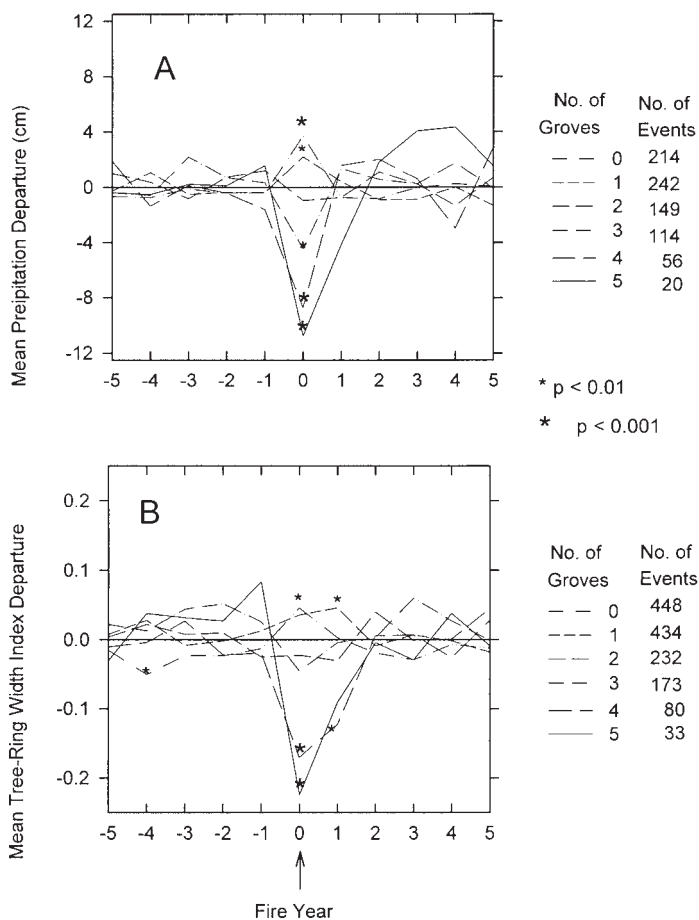 A
Mean Preipitation Departure (cm)
12
8
4
0
-4
-8
-12
-5 -4 -3 -2 -1 0 1 2 3 4 5
No. of No. of
Groves Events
0 214
1 242
2 149
3 114
4 56
5 20
* p < 0.01
* p < 0.001
B
Mean Tree-Ring Width Index Departure
0.2
0.1
0.0
-0.1
-0.2
-5 -4 -3 -2 -1 0 1 2 3 4 5
No. of No. of
Groves Events
0 448
1 434
2 232
3 173
4 80
5 33
Fire Year